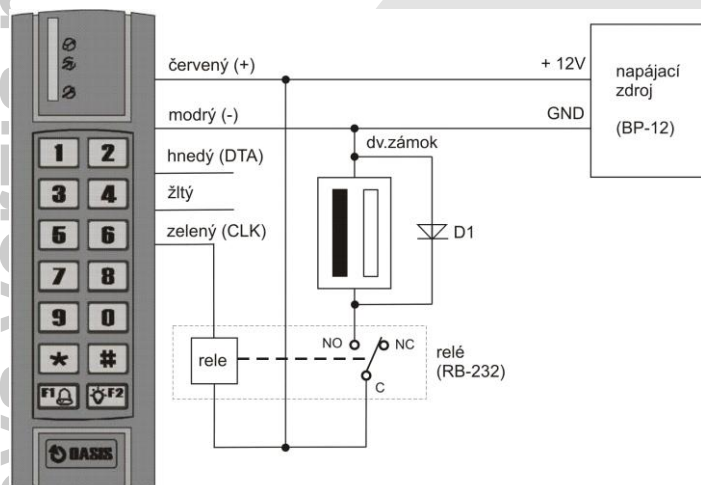 červený (+)
+ 12V
napájací
zdroj
(BP-12)
modrý (-)
GND
hnedý (DTA)
dv.zámok
žltý
zelený (CLK)
D1
1 2
3 4
5 6
7 8
9 0
* #
F1 F2
OASIS
rele
NO
NC
C
relé
(RB-232)